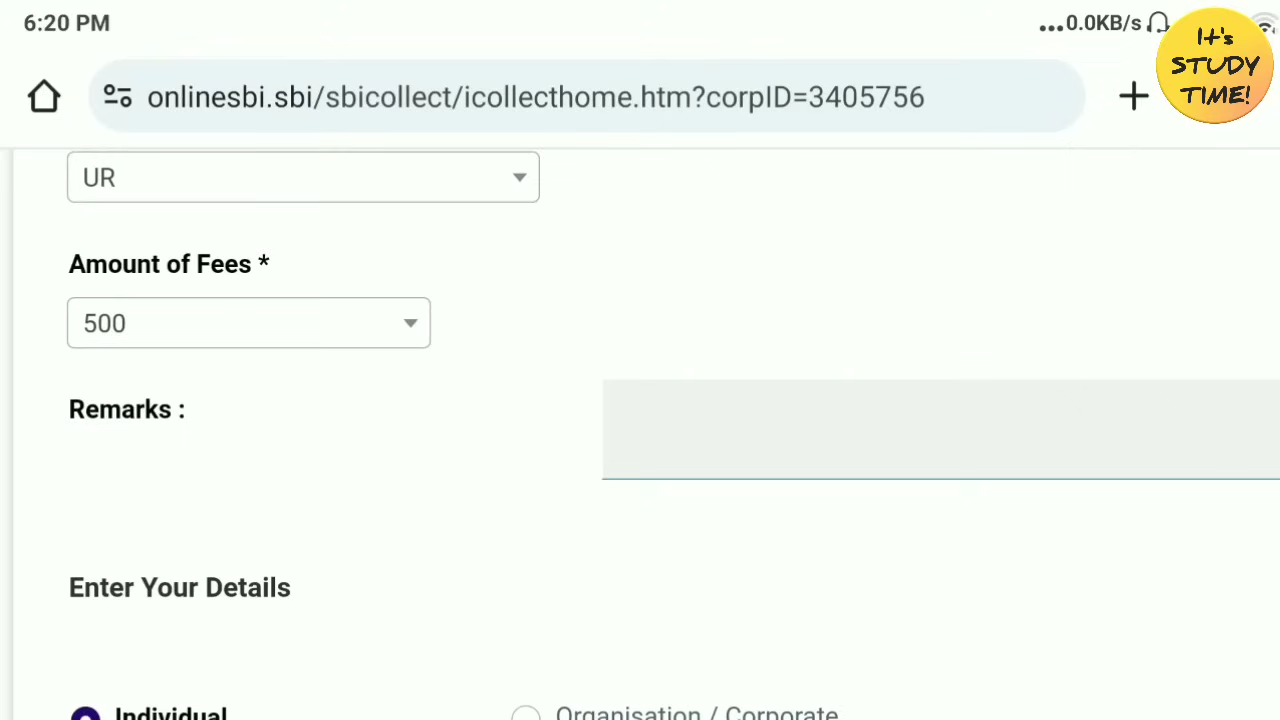 6:20 PM
...0.0KB/s
It's
STUDY
TIME!
onlinesbi.sbi/sbicollect/icollecthome.htm?corpID=3405756
UR
Amount of Fees *
500
Remarks :
Enter Your Details
Individual
Organisation / Corporate